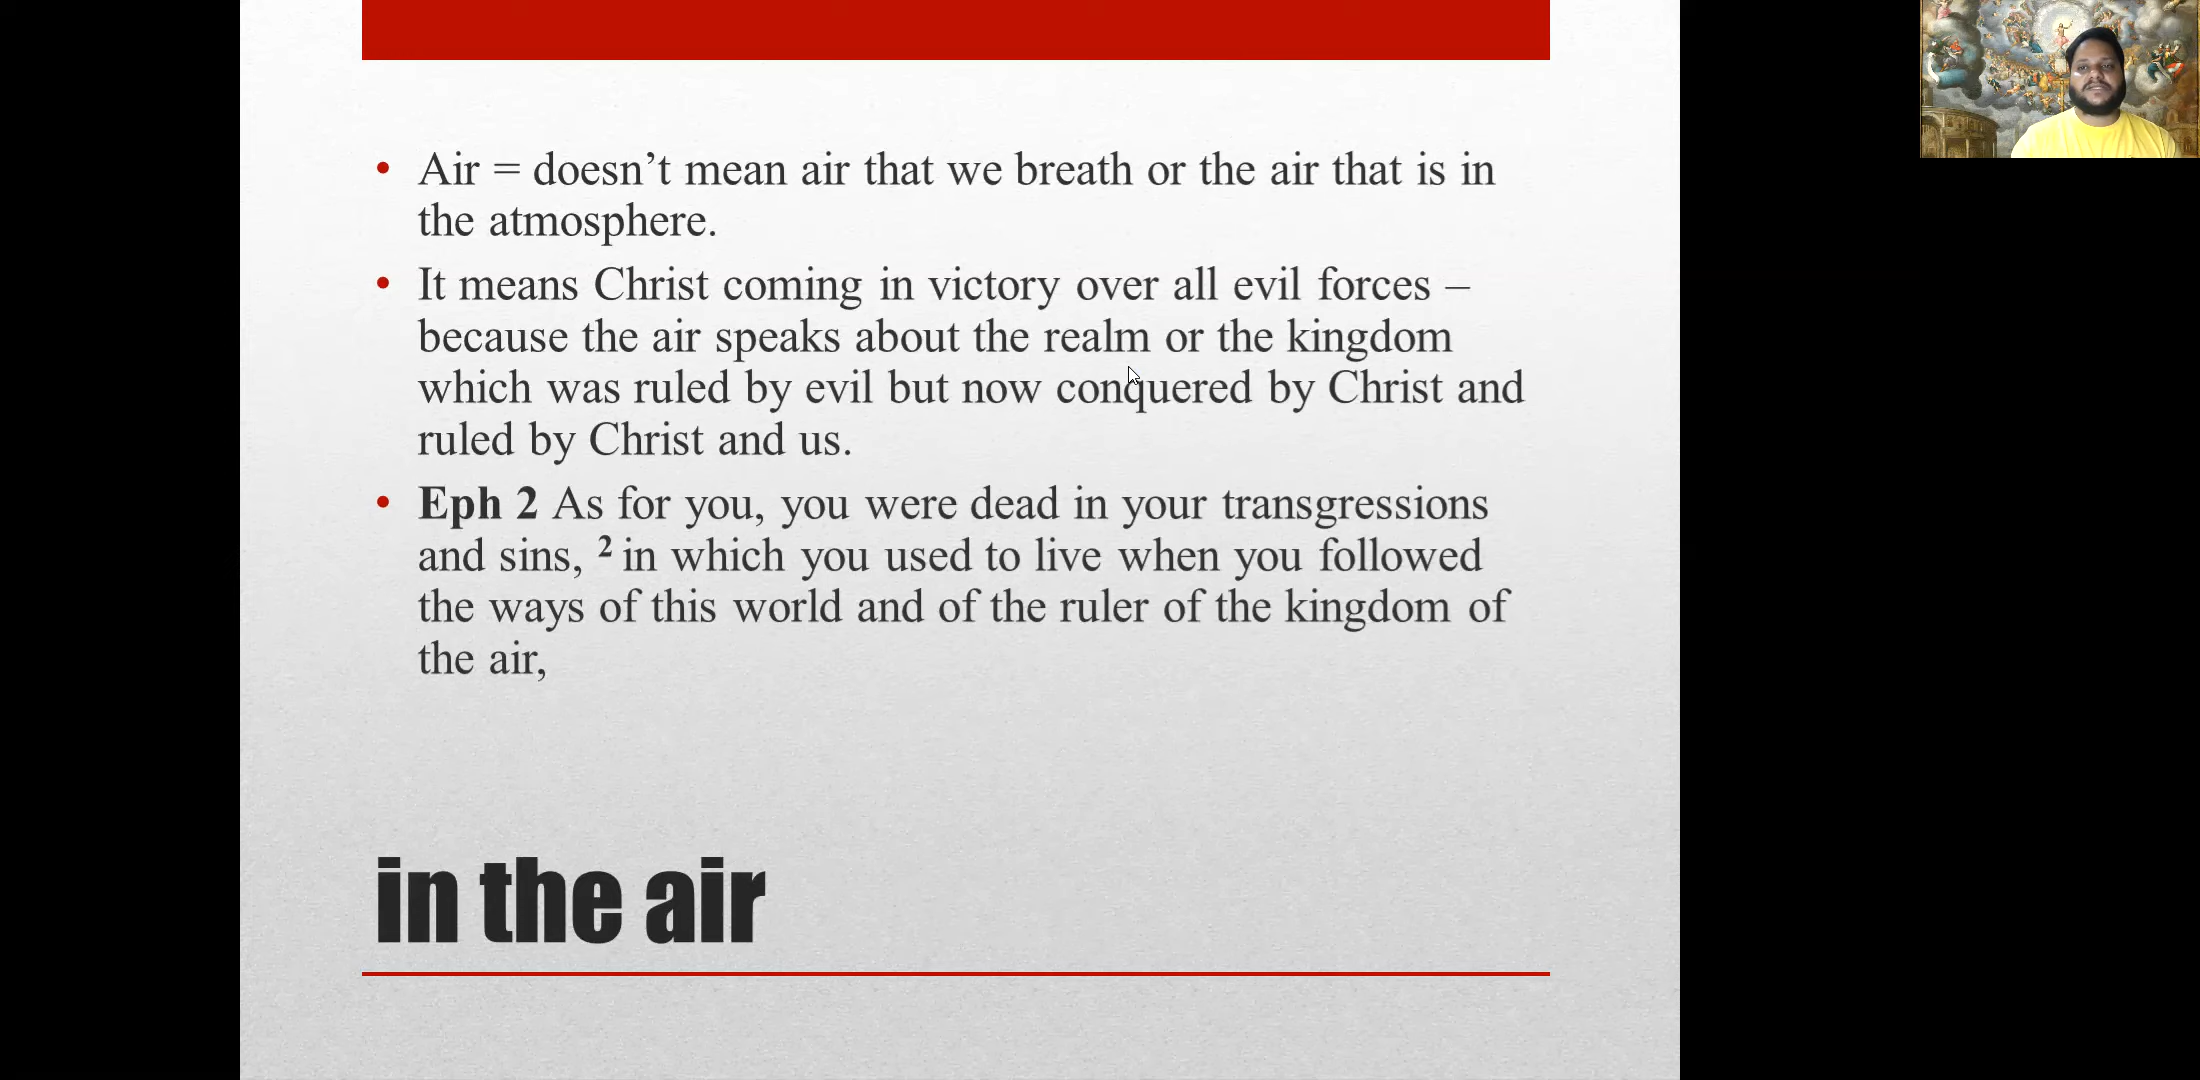 • Air = doesn’t mean air that we breath or the air that is in
the atmosphere.
• It means Christ coming in victory over all evil forces –
because the air speaks about the realm or the kingdom
which was ruled by evil but now conquered by Christ and
ruled by Christ and us.
• Eph 2 As for you, you were dead in your transgressions
and sins, ² in which you used to live when you followed
the ways of this world and of the ruler of the kingdom of
the air,
in the air